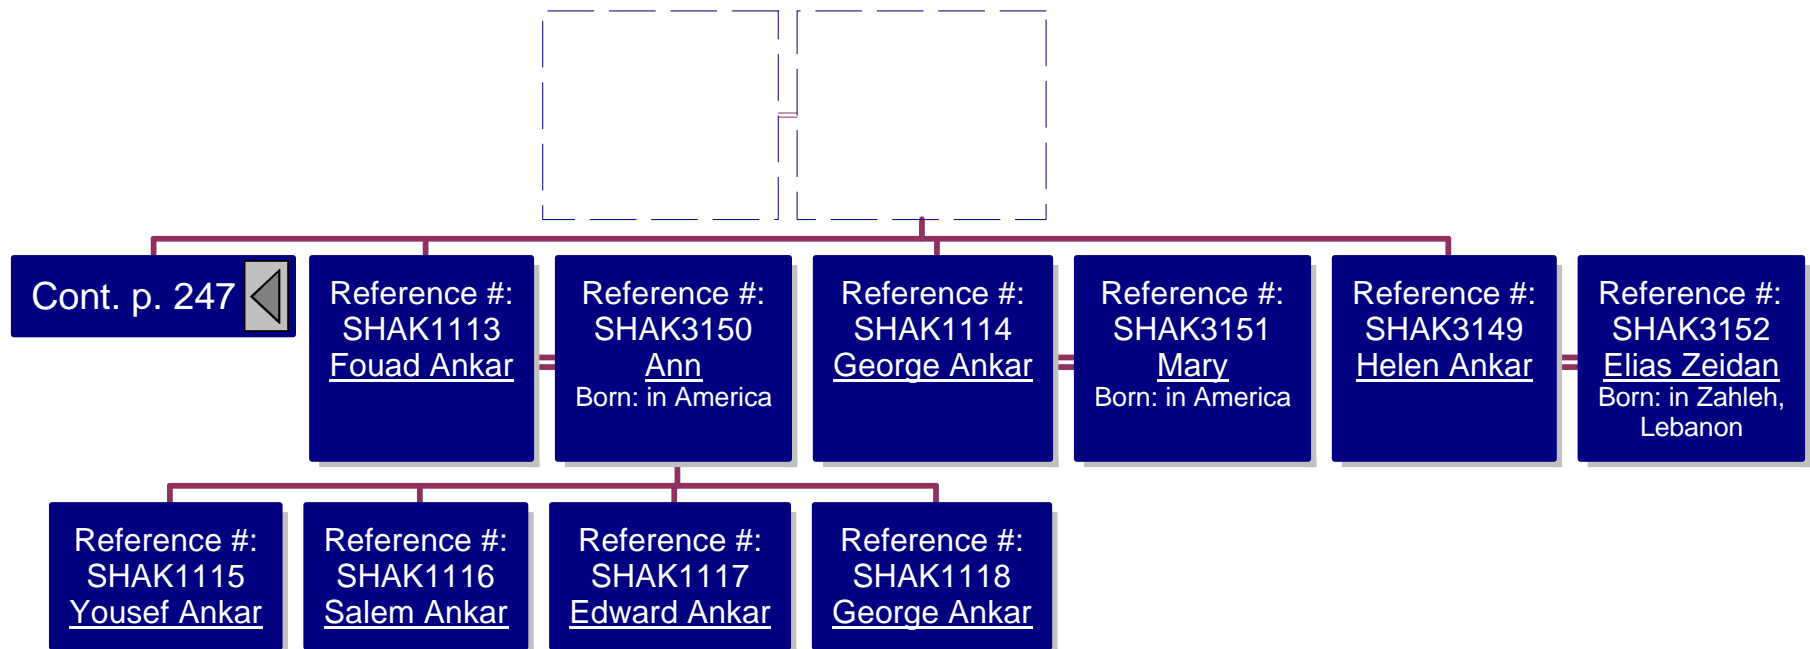 Cont. p. 247
Reference #:
SHAK1113
Fouad Ankar
Reference #:
SHAK3150
Ann
Born: in America
Reference #:
SHAK1114
George Ankar
Reference #:
SHAK3151
Mary
Born: in America
Reference #:
SHAK3149
Helen Ankar
Reference #:
SHAK3152
Elias Zeidan
Born: in Zahleh,
Lebanon
Reference #:
SHAK1115
Yousef Ankar
Reference #:
SHAK1116
Salem Ankar
Reference #:
SHAK1117
Edward Ankar
Reference #:
SHAK1118
George Ankar